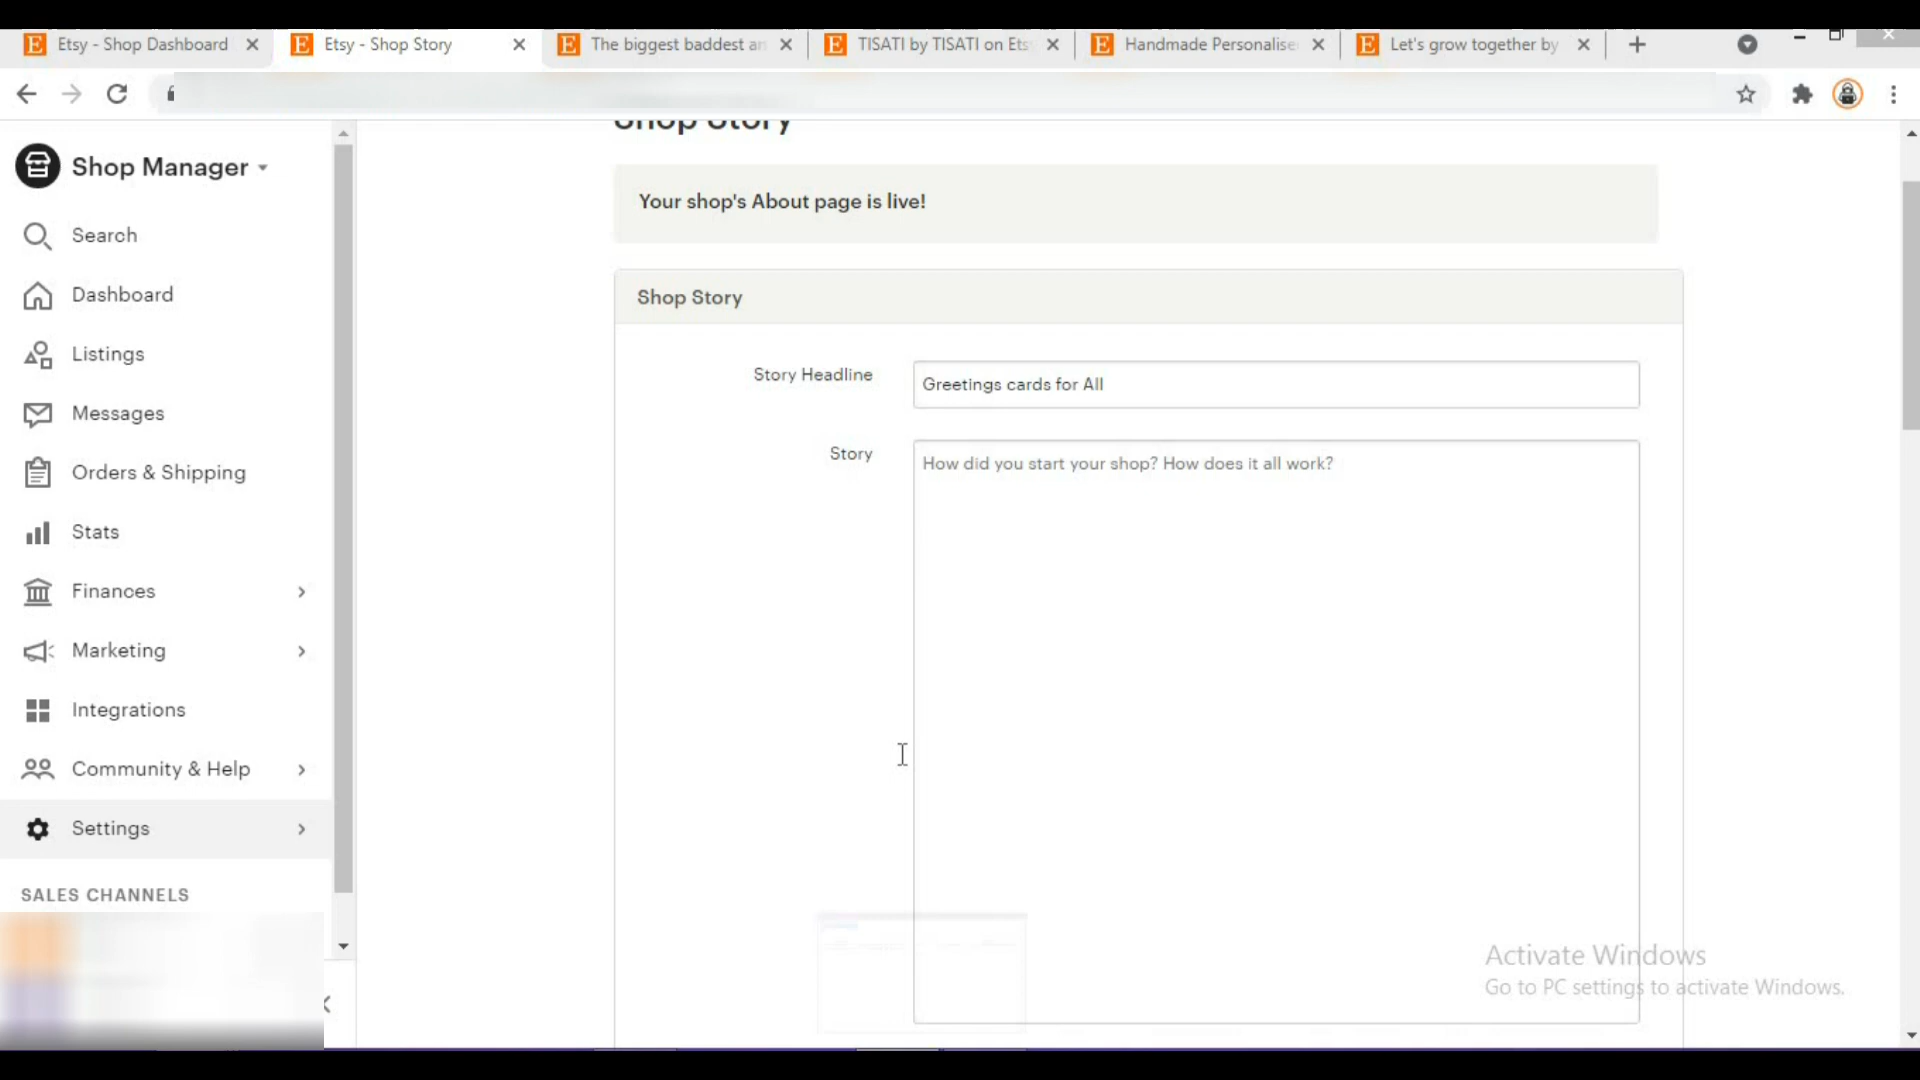 Etsy - Shop Dashboard
Etsy - Shop Story
The biggest baddest an
TISATI by TISATI on Ets
Handmade Personalise
Let's grow together by
Shop Manager
Search
Dashboard
Listings
Messages
Orders & Shipping
Stats
Finances
Marketing
Integrations
Community & Help
Settings
SALES CHANNELS
Shop Story
Your shop's About page is live!
Shop Story
Story Headline
Greetings cards for All
Story
How did you start your shop? How does it all work?
Activate Windows
Go to PC settings to activate Windows.